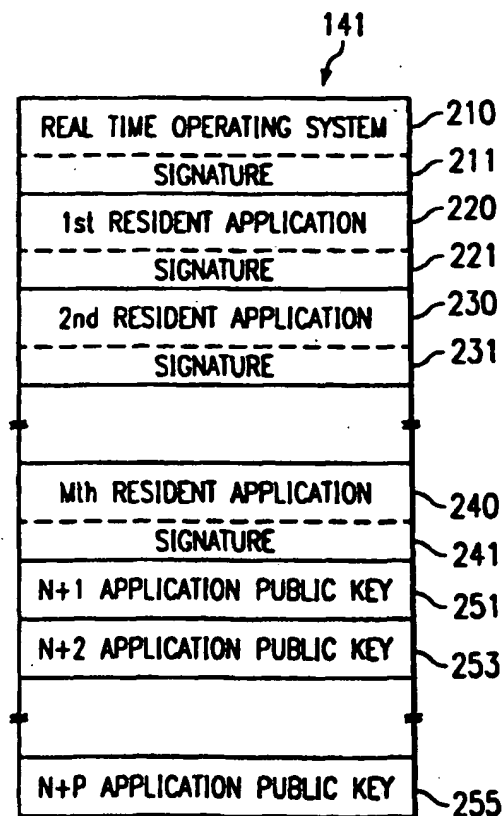 141
REAL TIME OPERATING SYSTEM 210
SIGNATURE 211
1st RESIDENT APPLICATION 220
SIGNATURE 221
2nd RESIDENT APPLICATION 230
SIGNATURE 231
Mth RESIDENT APPLICATION 240
SIGNATURE 241
N+1 APPLICATION PUBLIC KEY 251
N+2 APPLICATION PUBLIC KEY 253
N+P APPLICATION PUBLIC KEY 255